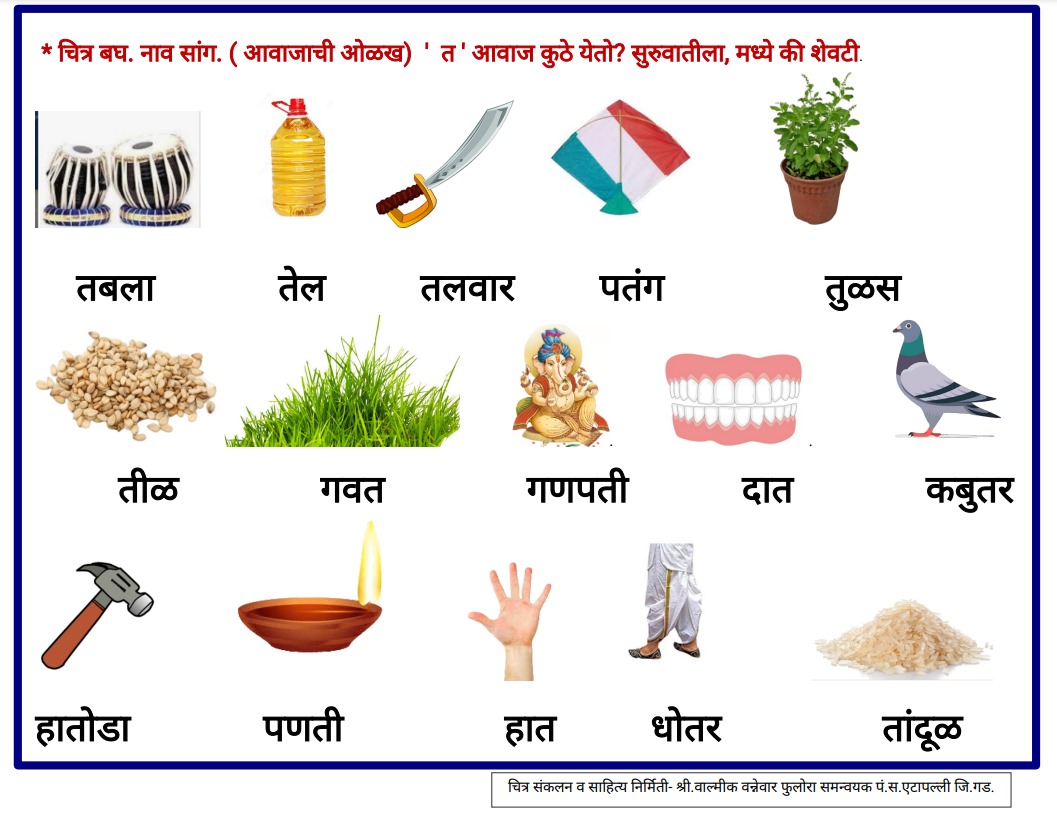 * चित्र बघ. नाव सांग. ( आवाजाची ओळख) ' त ' आवाज कुठे येतो? सुरुवातीला, मध्ये की शेवटी.
तबला तेल तलवार पतंग तुळस
तीळ गवत गणपती दात कबुतर
हातोडा पणती हात धोतर तांदूळ
चित्र संकलन व साहित्य निर्मिती- श्री.वाल्मीक वन्नेवार फुलोरा समन्वयक पं.स.एटापल्ली जि.गड.